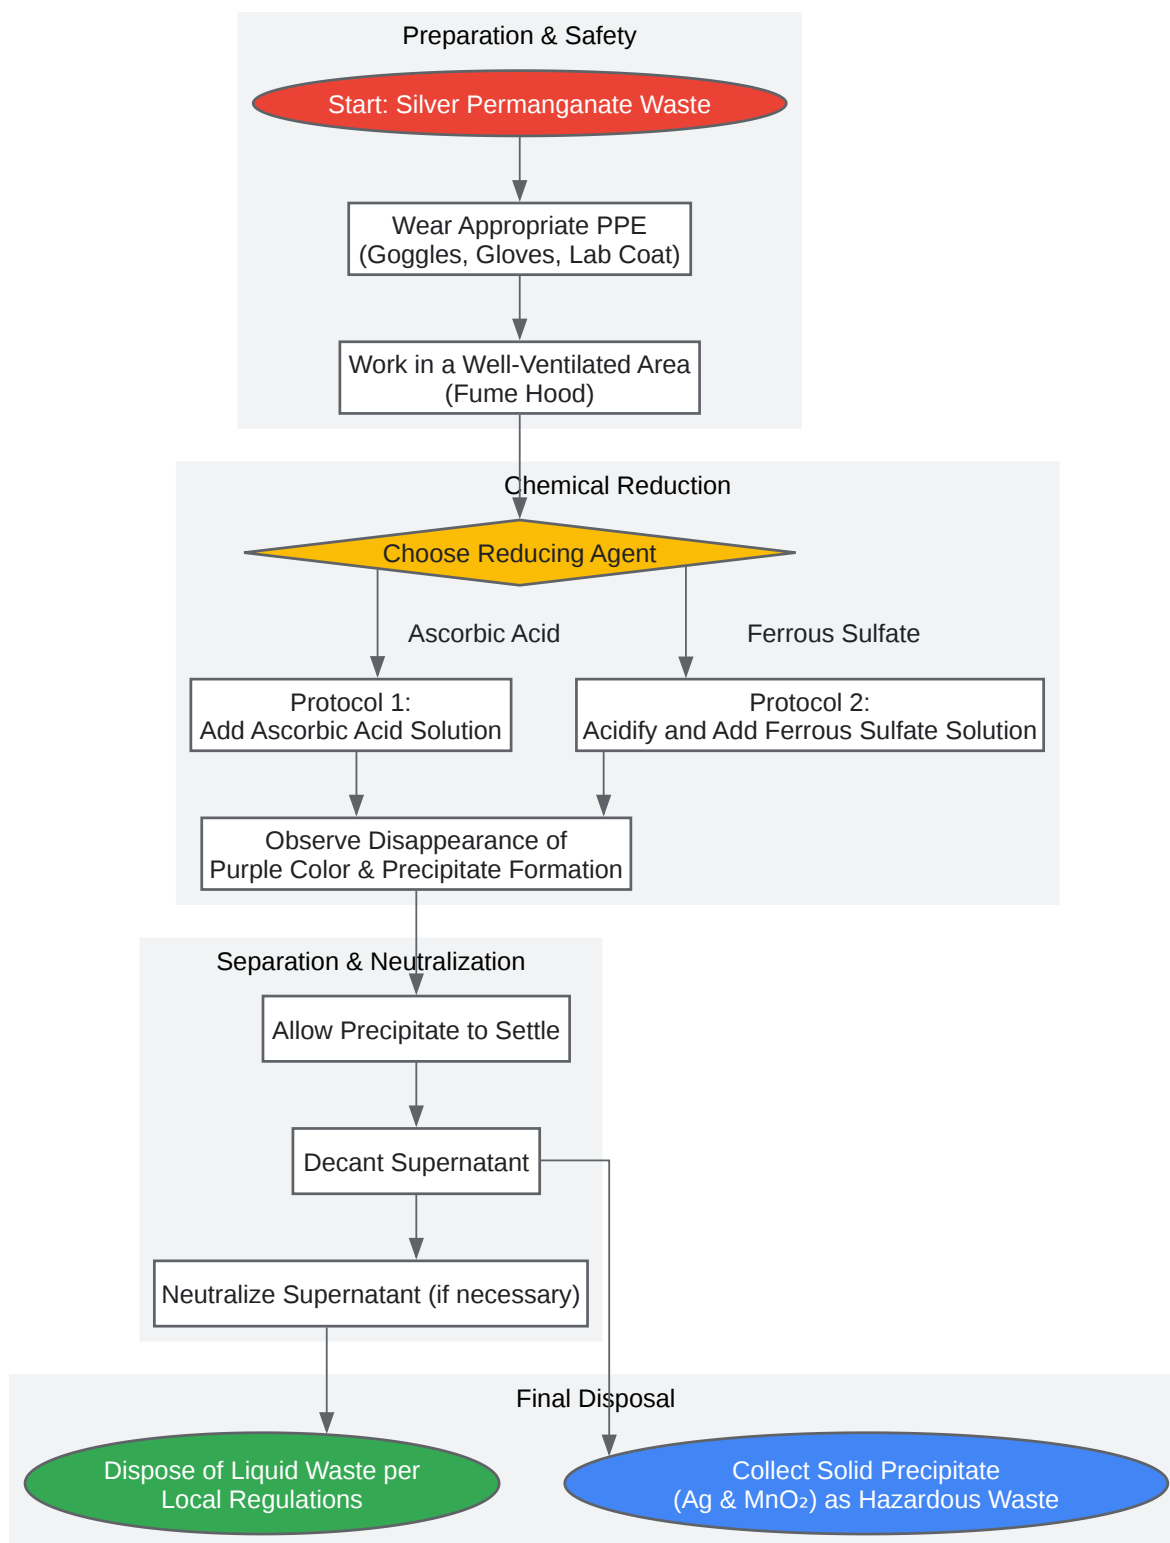 Preparation & Safety
Start: Silver Permanganate Waste
Wear Appropriate PPE
(Goggles, Gloves, Lab Coat)
Work in a Well-Ventilated Area
(Fume Hood)
Chemical Reduction
Choose Reducing Agent
Ascorbic Acid
Ferrous Sulfate
Protocol 1:
Add Ascorbic Acid Solution
Protocol 2:
Acidify and Add Ferrous Sulfate Solution
Observe Disappearance of
Purple Color & Precipitate Formation
Separation & Neutralization
Allow Precipitate to Settle
Decant Supernatant
Neutralize Supernatant (if necessary)
Final Disposal
Dispose of Liquid Waste per
Local Regulations
Collect Solid Precipitate
(Ag & MnO₂) as Hazardous Waste